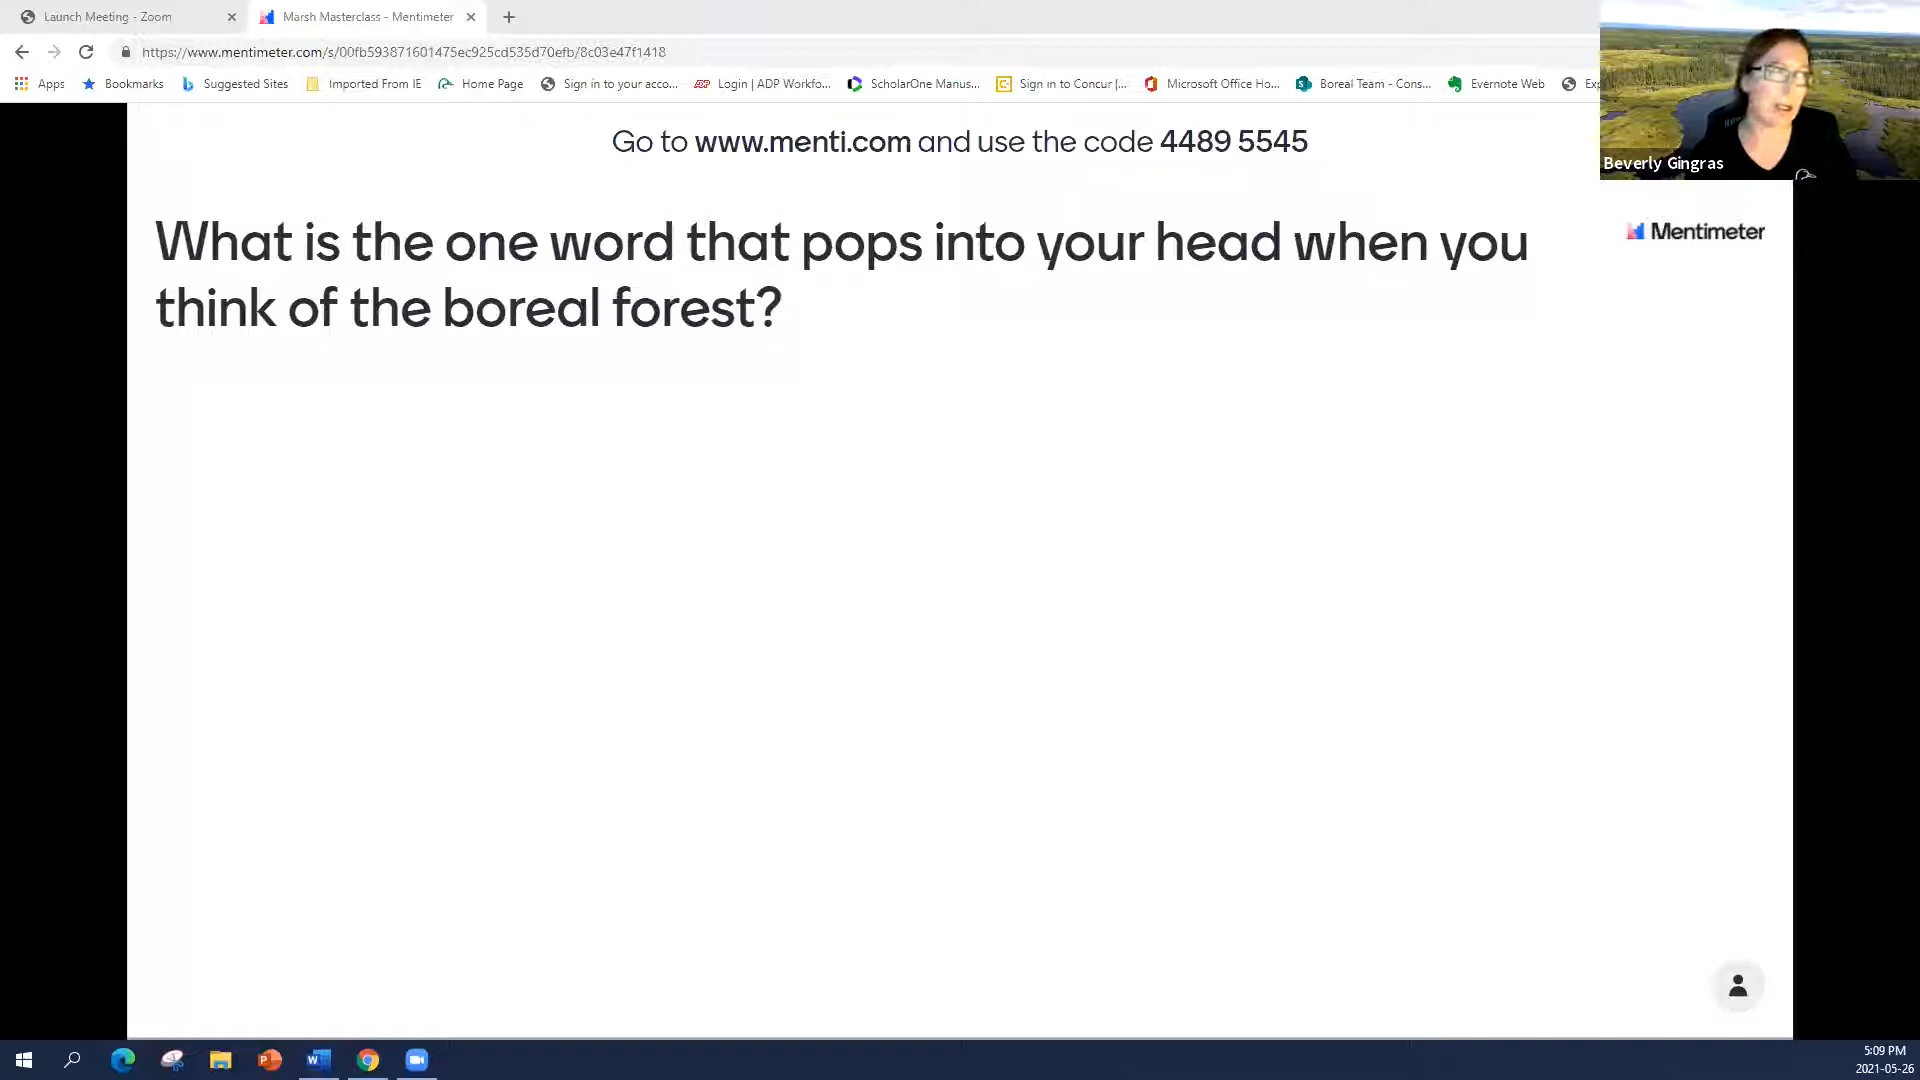 Launch Meeting - Zoom
Marsh Masterclass - Mentimeter
https://www.mentimeter.com/s/00fb593871601475ec925cd535d70efb/8c03e47f1418
Apps Bookmarks Suggested Sites Imported From IE Home Page Sign in to your acco... Login | ADP Workfo... ScholarOne Manus... Sign in to Concur |... Microsoft Office Ho... Boreal Team - Cons... Evernote Web Exp
Go to www.menti.com and use the code 4489 5545
Beverly Gingras
What is the one word that pops into your head when you
think of the boreal forest?
Mentimeter
5:09 PM
2021-05-26